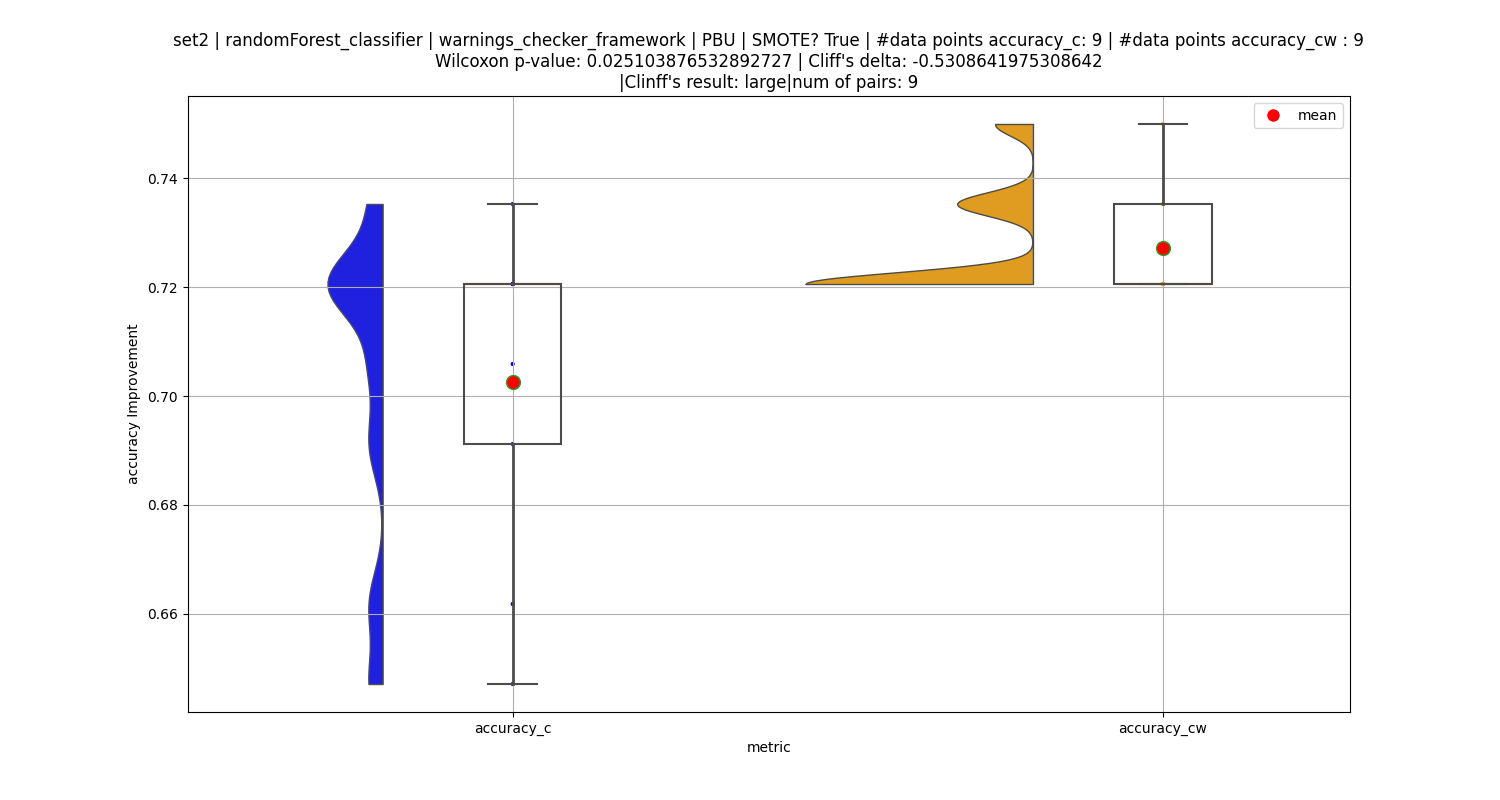 set2 | randomForest_classifier | warnings_checker_framework | PBU | SMOTE? True | #data points accuracy_c: 9 | #data points accuracy_cw : 9
Wilcoxon p-value: 0.025103876532892727 | Cliff's delta: -0.5308641975308642
|Clinff's result: large|num of pairs: 9
mean
0.74
0.72
0.70
0.68
0.66
accuracy Improvement
accuracy_c
accuracy_cw
metric